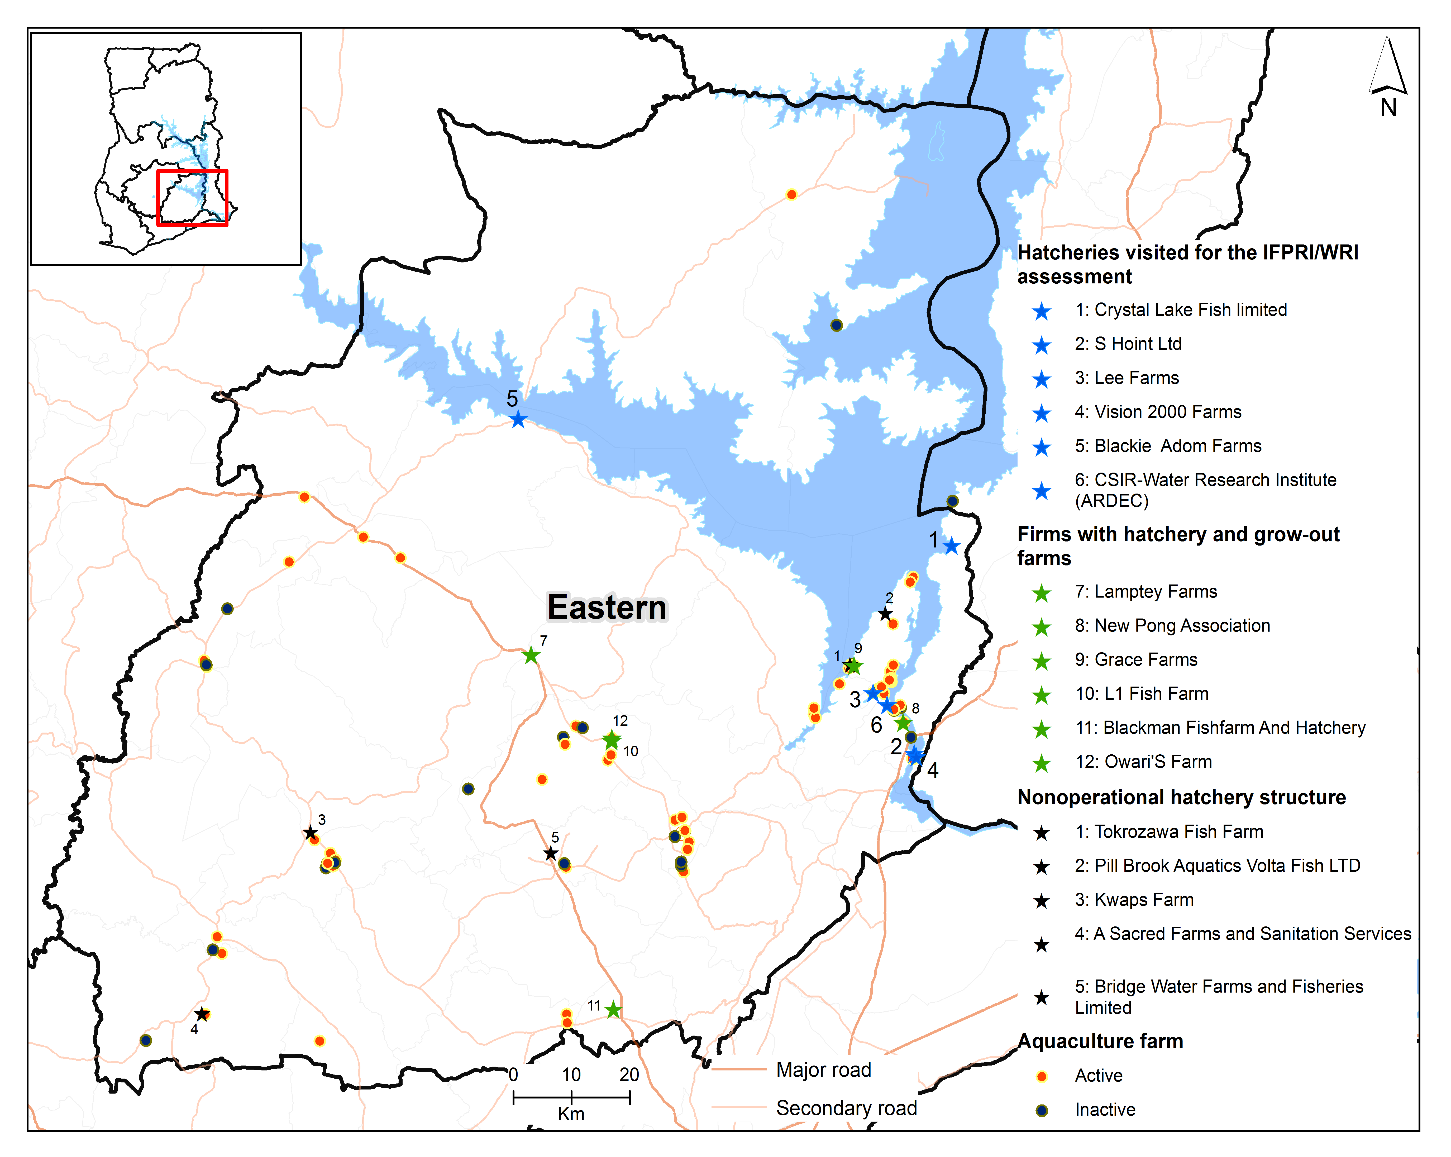 N
Hatcheries visited for the IFPRI/WRI
assessment
1: Crystal Lake Fish limited
2: S Hoint Ltd
3: Lee Farms
4: Vision 2000 Farms
5: Blackie Adom Farms
6: CSIR-Water Research Institute
(ARDEC)
Firms with hatchery and grow-out
farms
7: Lamptey Farms
8: New Pong Association
9: Grace Farms
10: L1 Fish Farm
11: Blackman Fishfarm And Hatchery
12: Owari'S Farm
Nonoperational hatchery structure
1: Tokrozawa Fish Farm
2: Pill Brook Aquatics Volta Fish LTD
3: Kwaps Farm
4: A Sacred Farms and Sanitation Services
5: Bridge Water Farms and Fisheries
Limited
Aquaculture farm
Active
Inactive
5
1
2
Eastern
7
1 9
3
6 8
12
2
10
4
3
5
11
4
0 10 20
Km
Major road
Secondary road